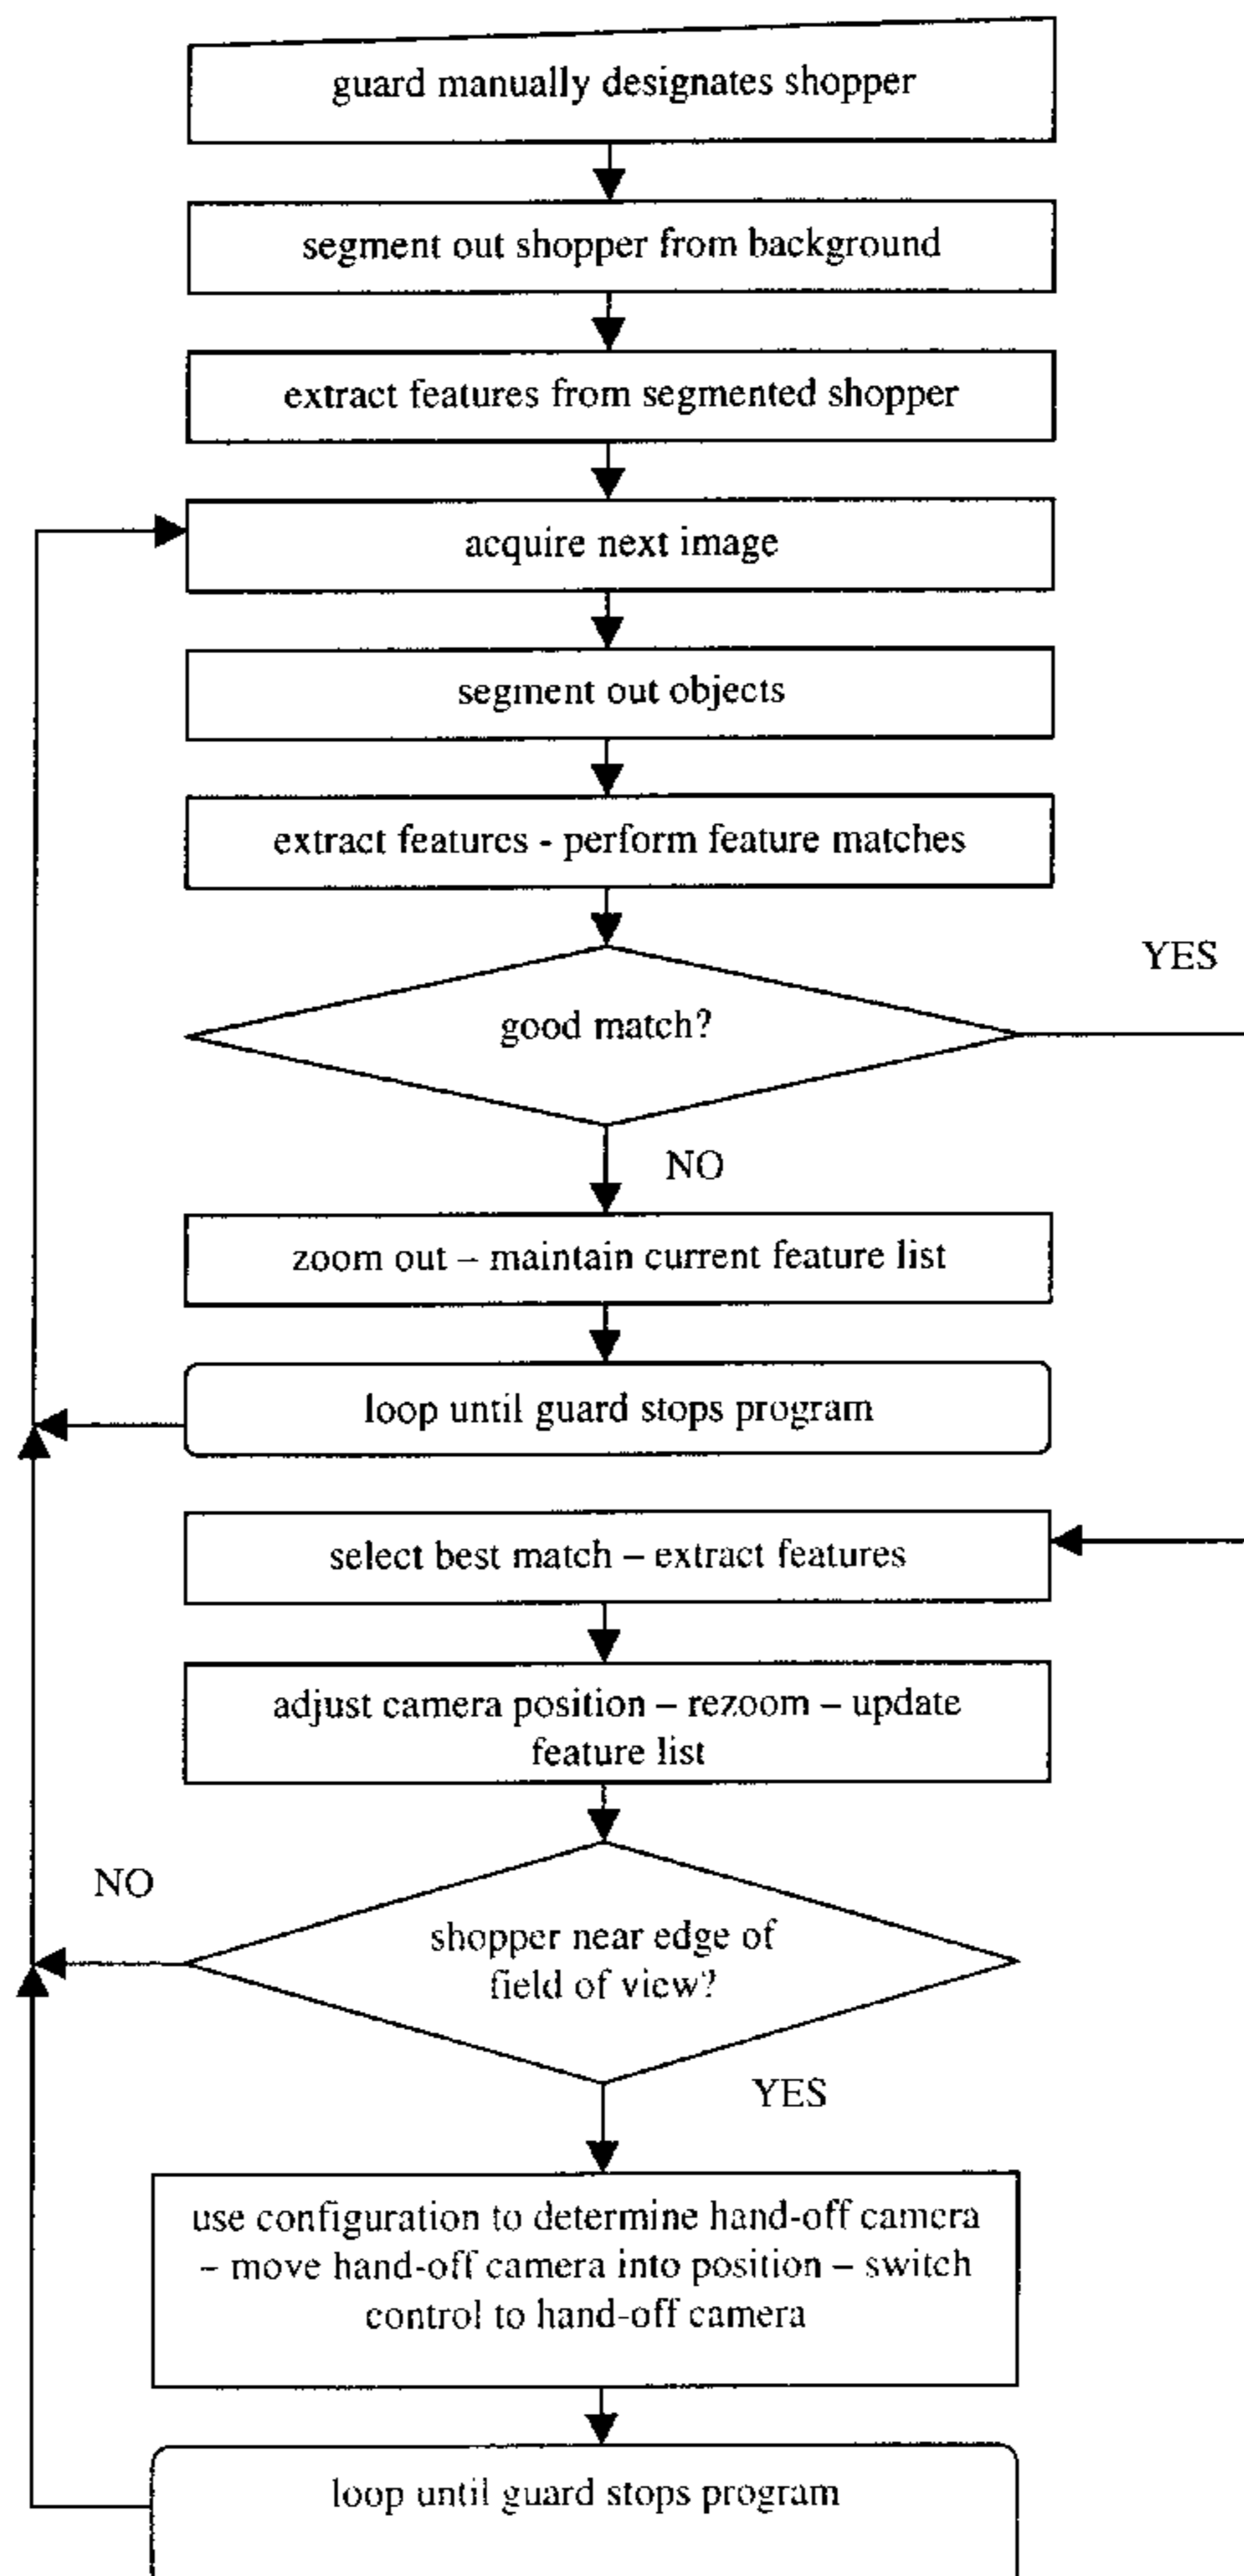 guard manually designates shopper
segment out shopper from background
extract features from segmented shopper
acquire next image
segment out objects
extract features - perform feature matches
YES
good match?
NO
zoom out – maintain current feature list
loop until guard stops program
select best match – extract features
adjust camera position – rezoom – update
feature list
NO
shopper near edge of
field of view?
YES
use configuration to determine hand-off camera
– move hand-off camera into position – switch
control to hand-off camera
loop until guard stops program